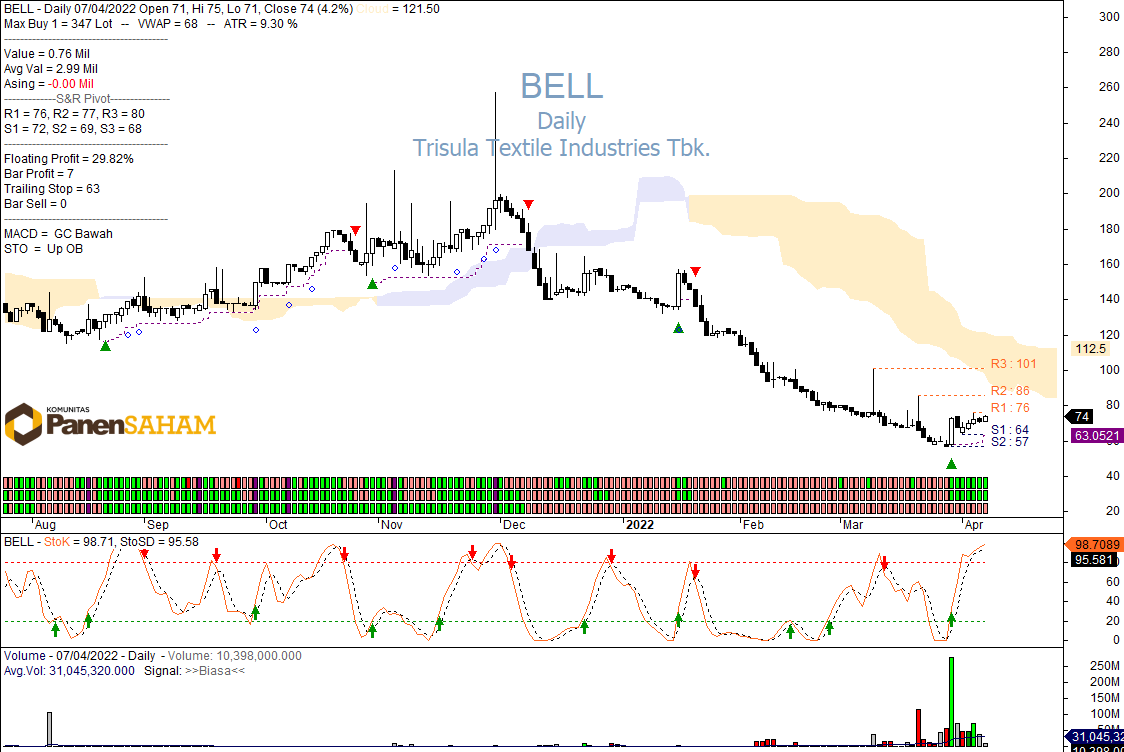 BELL - Daily 07/04/2022 Open 71, Hi 75, Lo 71, Close 74 (4.2%) Cloud = 121.50
Max Buy 1 = 347 Lot -- VWAP = 68 -- ATR = 9.30 %
Value = 0.76 Mil
Avg Val = 2.99 Mil
Asing = -0.00 Mil
--------------S&R Pivot----------------
R1 = 76, R2 = 77, R3 = 80
S1 = 72, S2 = 69, S3 = 68
Floating Profit = 29.82%
Bar Profit = 7
Trailing Stop = 63
Bar Sell = 0
MACD = GC Bawah
STO = Up OB
BELL
Daily
Trisula Textile Industries Tbk.
KOMUNITAS
PanenSAHAM
R3 : 101
R2 : 86
R1 : 76
S1 : 64
S2 : 57
300
280
260
240
220
200
180
160
140
120
112.5
100
80
74
63.0521
40
20
Aug Sep Oct Nov Dec 2022 Feb Mar Apr
BELL - StoK = 98.71, StoSD = 95.58
98.7089
95.581
60
40
20
0
Volume - 07/04/2022 - Daily - Volume: 10,398,000.000
Avg.Vol: 31,045,320.000 Signal: >>Biasa<<
250M
200M
150M
100M